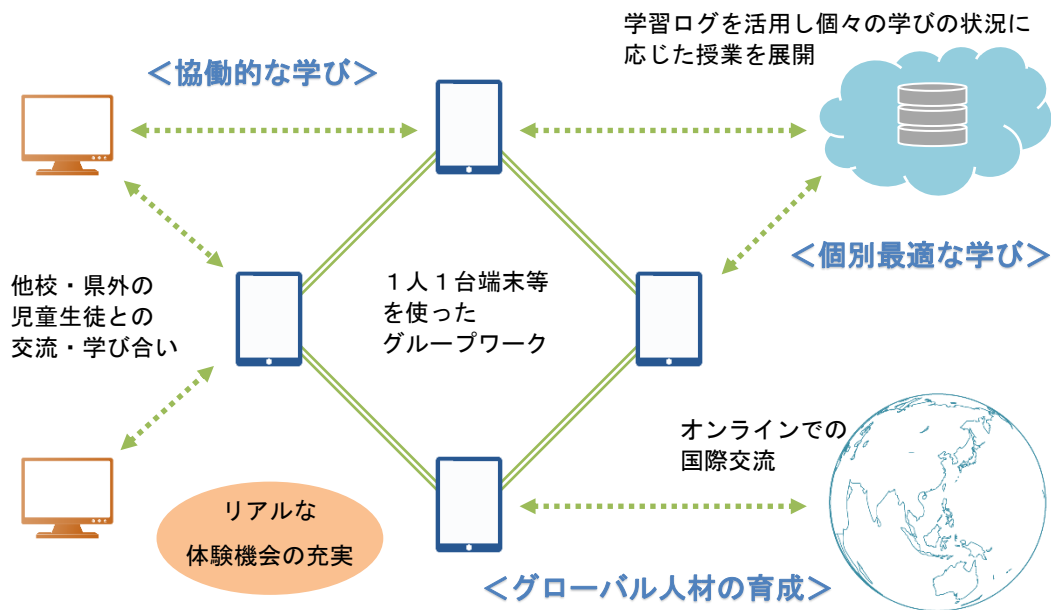 学習ログを活用し個々の学びの状況に
応じた授業を展開
＜協働的な学び＞
＜個別最適な学び＞
他校・県外の
児童生徒との
交流・学び合い
１人１台端末等
を使った
グループワーク
オンラインでの
国際交流
リアルな
体験機会の充実
＜グローバル人材の育成＞